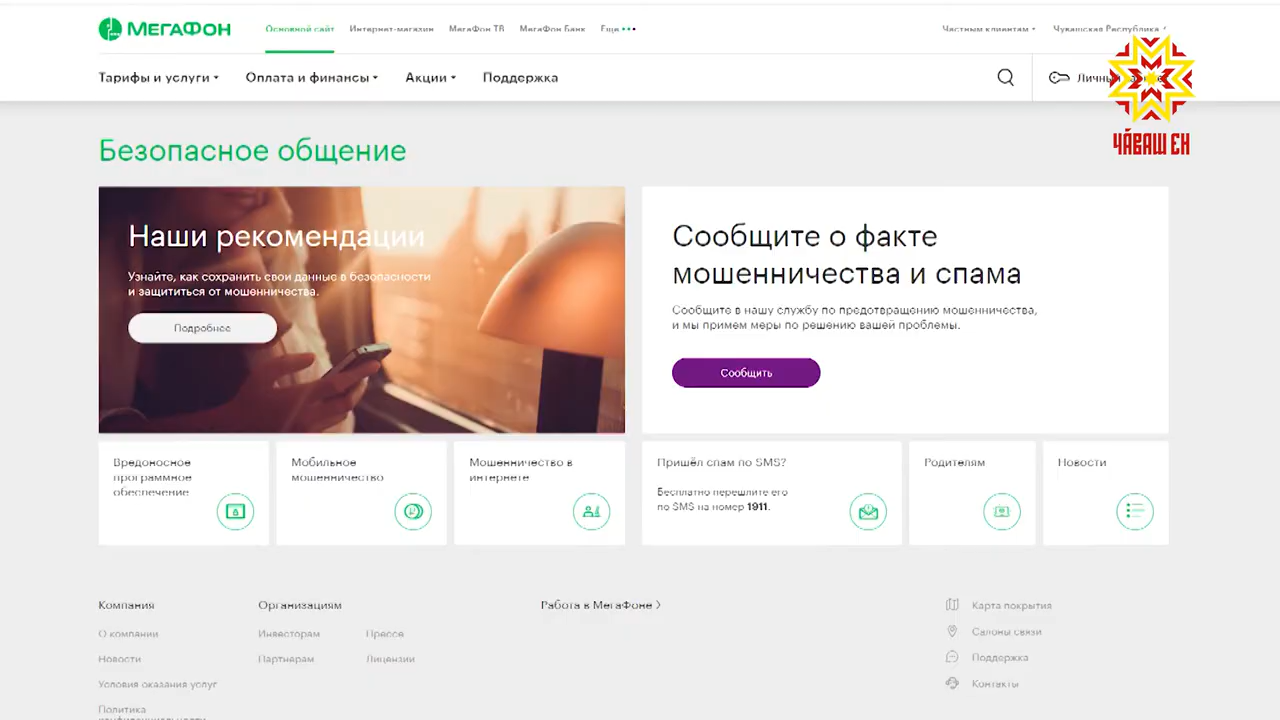 МЕГАФОН
Основной сайт Интернет-магазин МегаФон ТВ МегаФон Банк Еще
Частным клиентам Чувашская Республика
Тарифы и услуги Оплата и финансы Акции Поддержка
ЧӐВАШ ЕН
Безопасное общение
Наши рекомендации
Узнайте, как сохранить свои данные в безопасности
и защититься от мошенничества.
Подробнее
Сообщите о факте
мошенничества и спама
Сообщите в нашу службу по предотвращению мошенничества,
и мы примем меры по решению вашей проблемы.
Сообщить
Вредоносное
программное
обеспечение
Мобильное
мошенничество
Мошенничество в
интернете
Пришёл спам по SMS?
Бесплатно перешлите его
по SMS на номер 1911.
Родителям
Новости
Компания
О компании
Новости
Условия оказания услуг
Политика
конфиденциальности
Организациям
Инвесторам Прессе
Партнерам Лицензии
Работа в МегаФоне
Карта покрытия
Салоны связи
Поддержка
Контакты